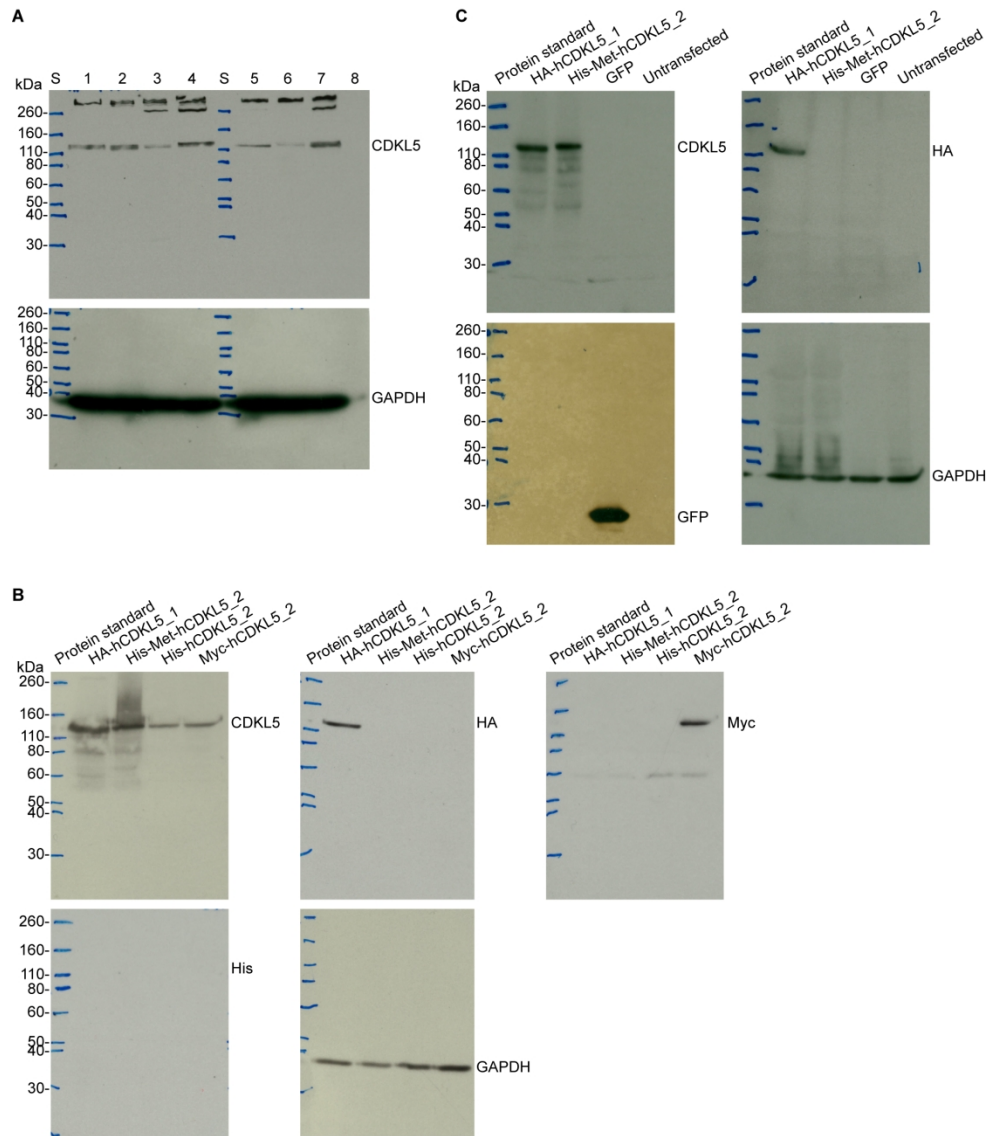 A
kDa S 1 2 3 4 S 5 6 7 8
260-
160-
110-
80-
60-
50-
40-
30-
CDKL5
260-
160-
110-
80-
60-
50-
40-
30-
GAPDH
C
Protein standard
HA-hCDKL5_1
His-Met-hCDKL5_2
GFP
Untransfected
kDa
260-
160-
110-
80-
60-
50-
40-
30-
CDKL5
Protein standard
HA-hCDKL5_1
His-Met-hCDKL5_2
GFP
Untransfected
HA
260-
160-
110-
80-
60-
50-
40-
30-
GFP
GAPDH
B
Protein standard
HA-hCDKL5_1
His-Met-hCDKL5_2
His-hCDKL5_2
Myc-hCDKL5_2
kDa
260-
160-
110-
80-
60-
50-
40-
30-
CDKL5
Protein standard
HA-hCDKL5_1
His-Met-hCDKL5_2
His-hCDKL5_2
Myc-hCDKL5_2
HA
Protein standard
HA-hCDKL5_1
His-Met-hCDKL5_2
His-hCDKL5_2
Myc-hCDKL5_2
Myc
260-
160-
110-
80-
60-
50-
40-
30-
His
GAPDH